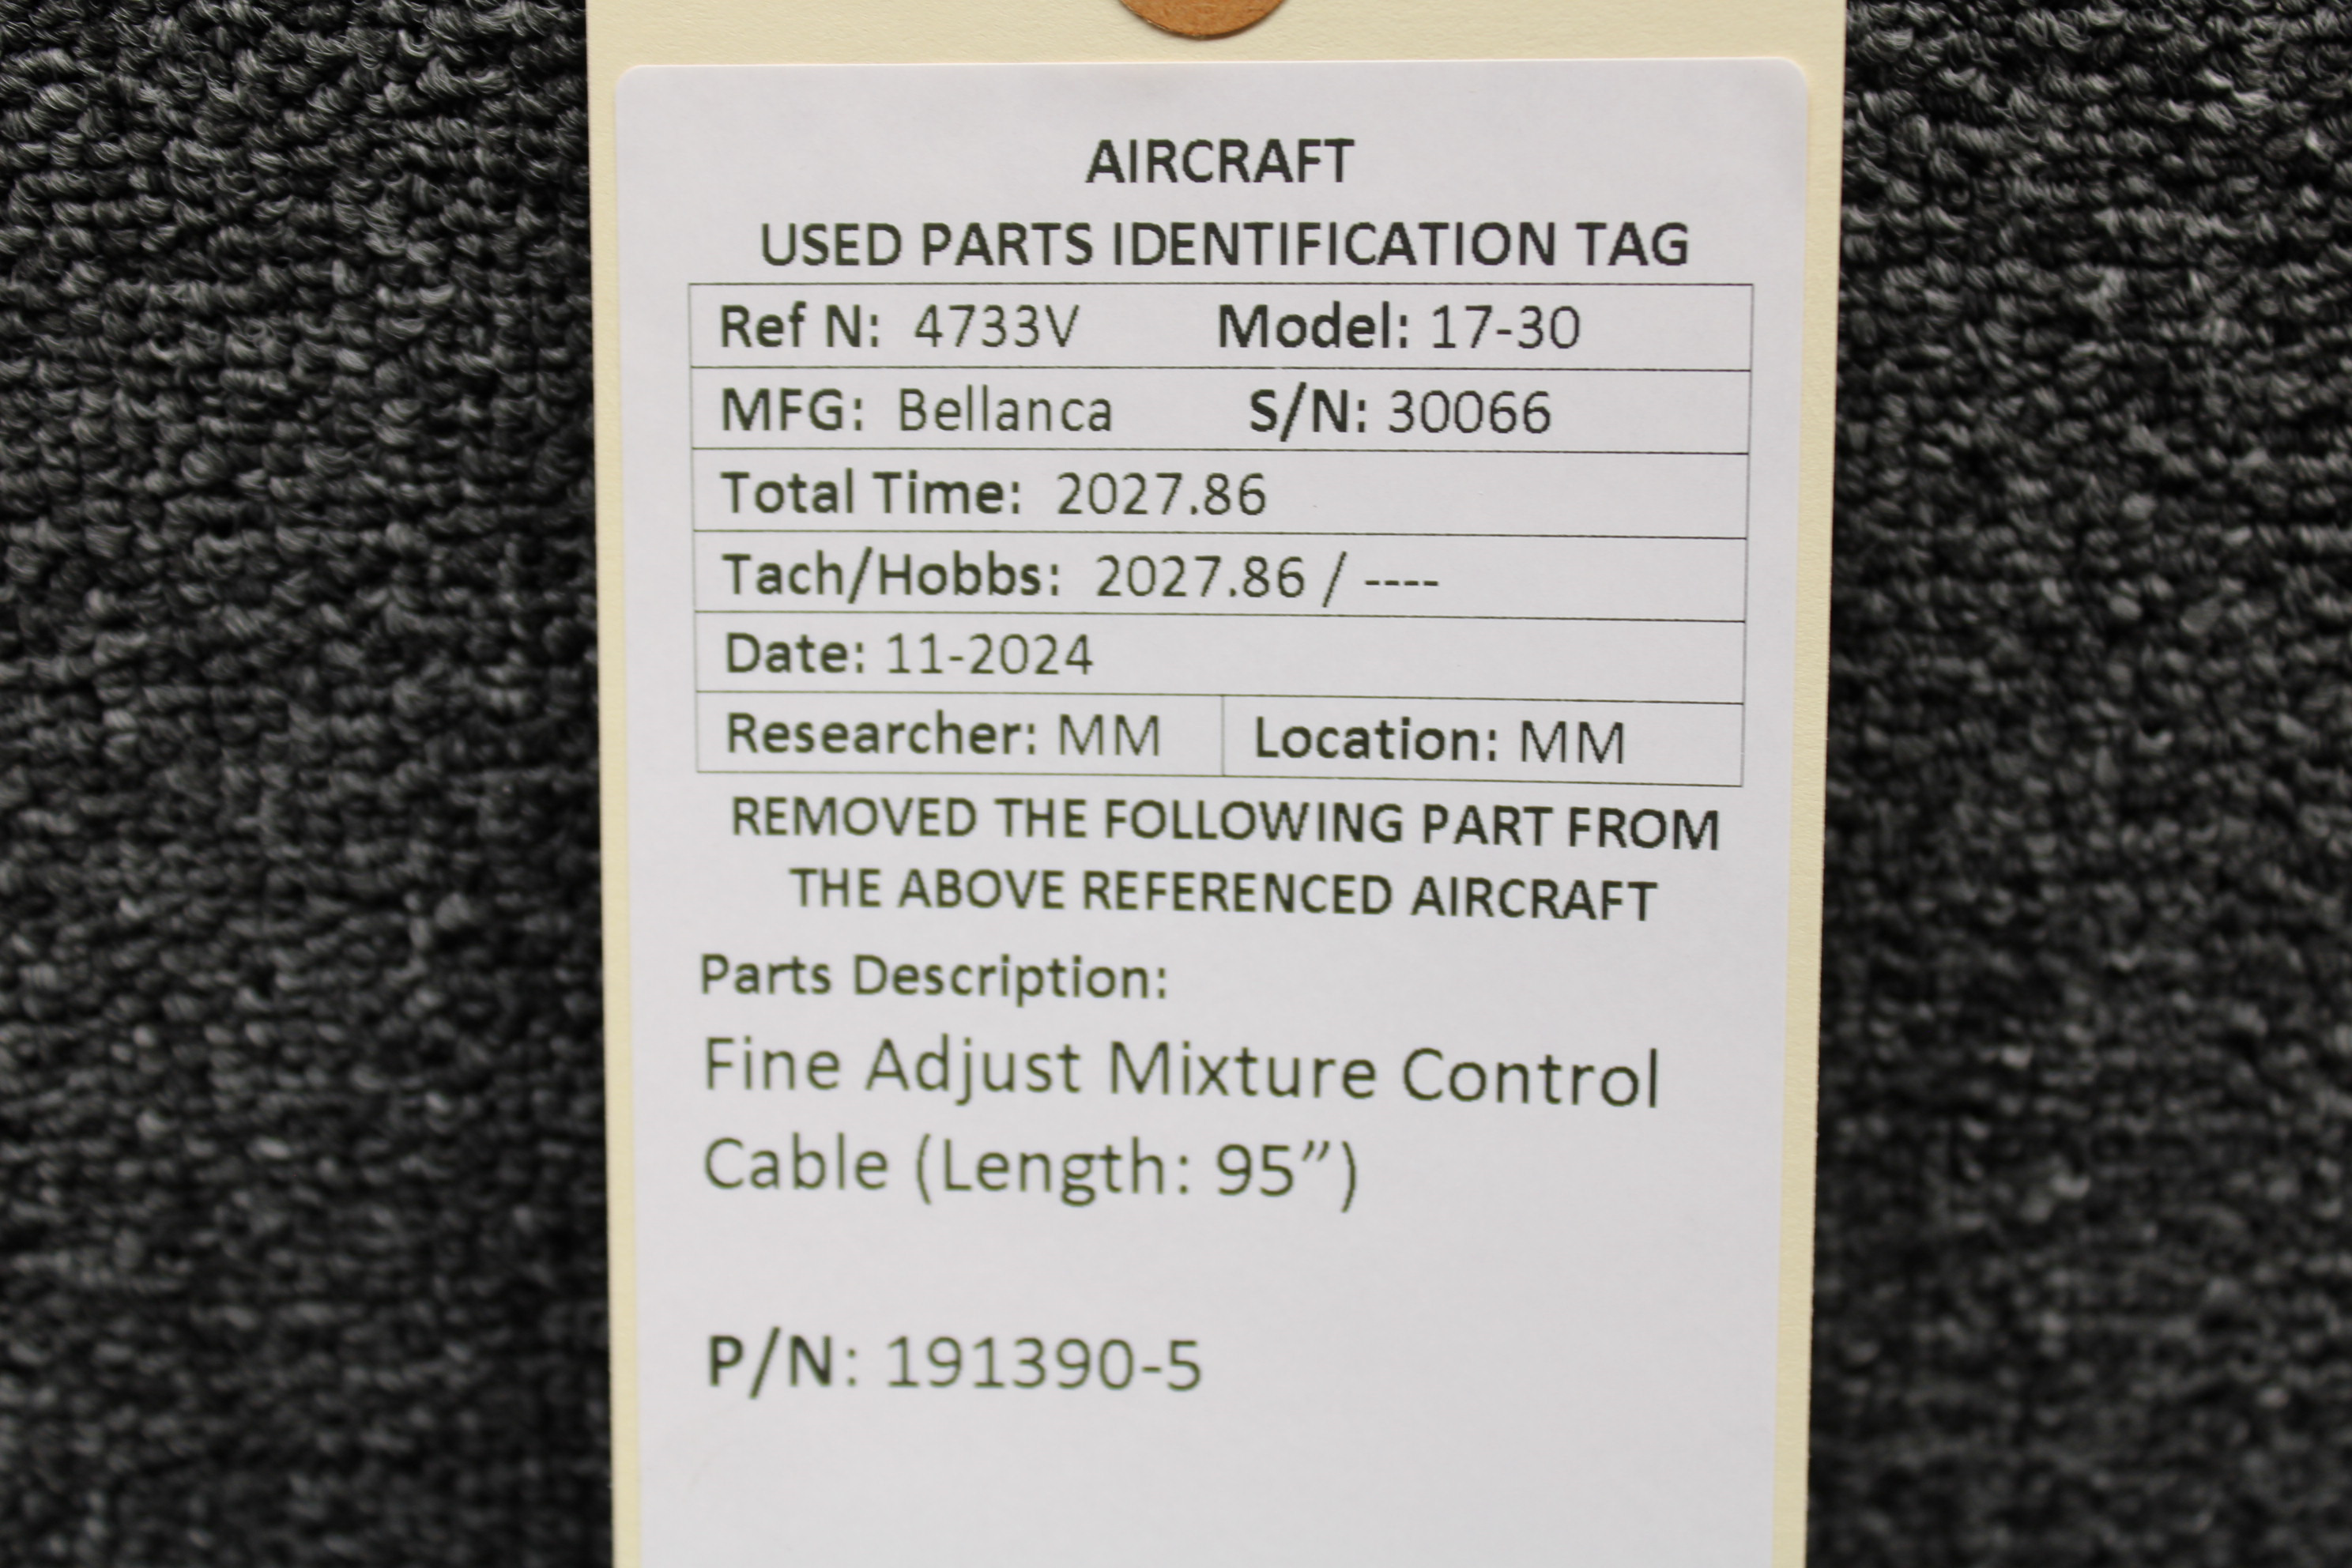 AIRCRAFT
USED PARTS IDENTIFICATION TAG
Ref N: 4733V Model: 17-30
MFG: Bellanca S/N: 30066
Total Time: 2027.86
Tach/Hobbs: 2027.86 / ----
Date: 11-2024
Researcher: MM Location: MM
REMOVED THE FOLLOWING PART FROM
THE ABOVE REFERENCED AIRCRAFT
Parts Description:
Fine Adjust Mixture Control
Cable (Length: 95”)
P/N: 191390-5